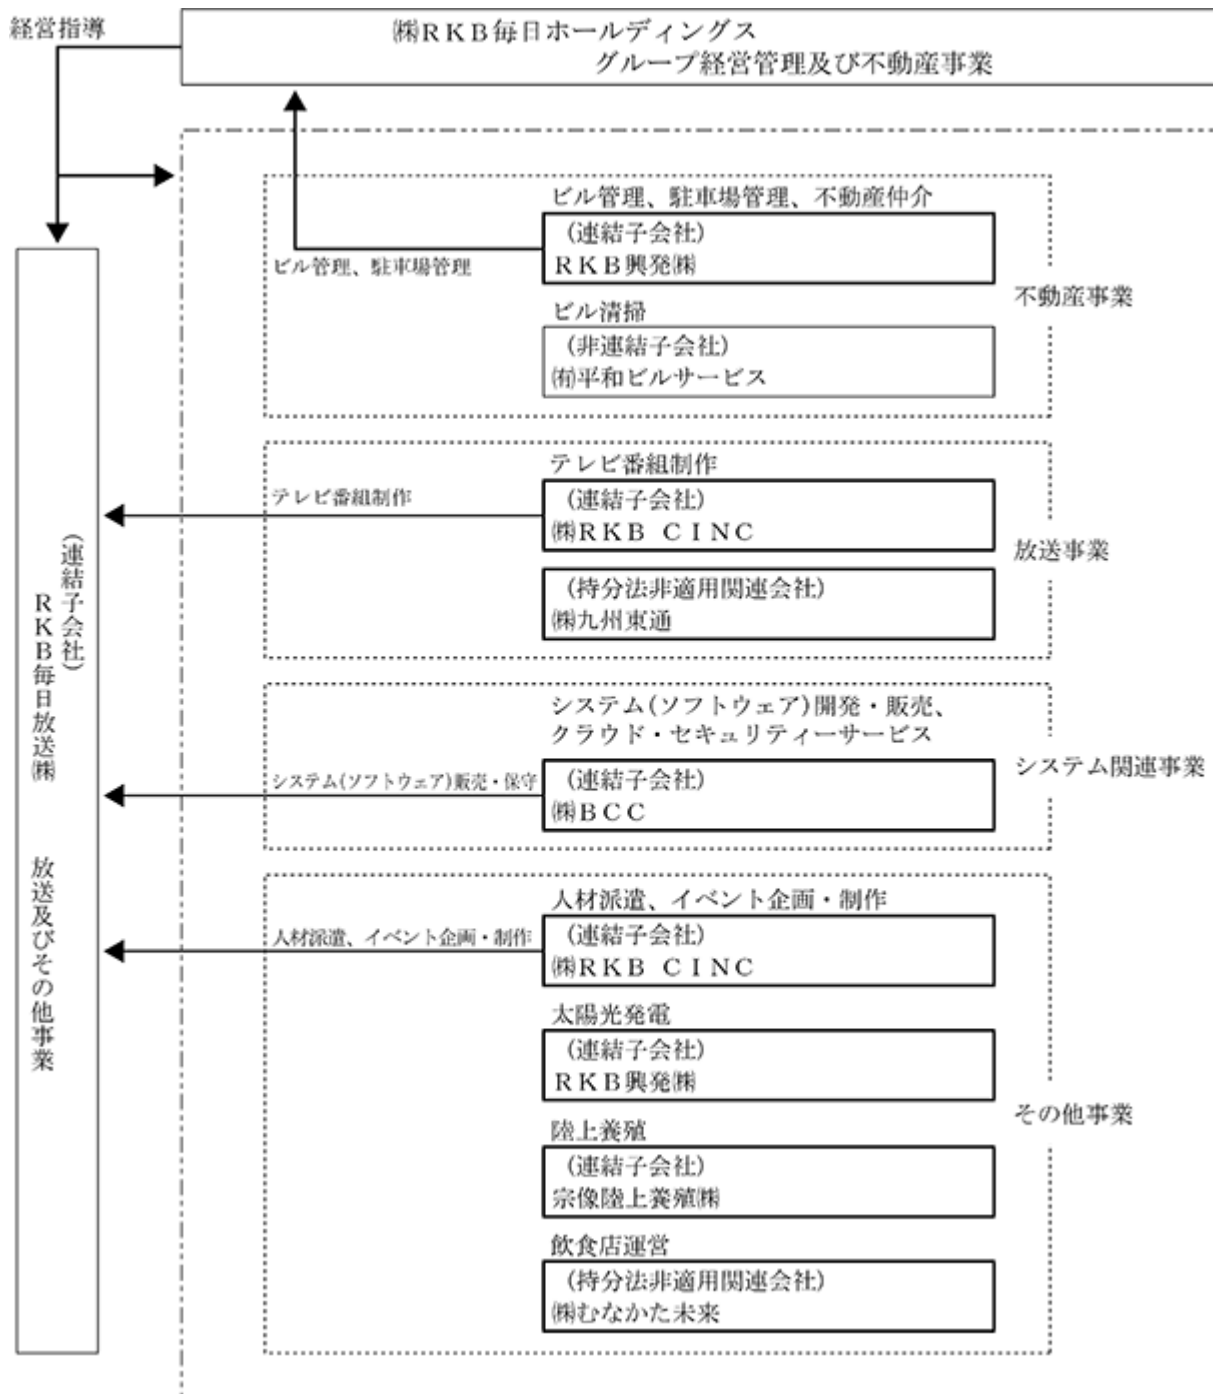 経営指導
㈱ＲＫＢ毎日ホールディングス
グループ経営管理及び不動産事業
ビル管理、駐車場管理、不動産仲介
（連結子会社）
ＲＫＢ興発㈱
ビル管理、駐車場管理
不動産事業
ビル清掃
（非連結子会社）
㈲平和ビルサービス
テレビ番組制作
（連結子会社）
㈱ＲＫＢ ＣＩＮＣ
テレビ番組制作
放送事業
（持分法非適用関連会社）
㈱九州東通
システム(ソフトウェア)開発・販売、
クラウド・セキュリティーサービス
（連結子会社）
㈱ＢＣＣ
システム(ソフトウェア)販売・保守
システム関連事業
人材派遣、イベント企画・制作
（連結子会社）
㈱ＲＫＢ ＣＩＮＣ
人材派遣、イベント企画・制作
太陽光発電
（連結子会社）
ＲＫＢ興発㈱
その他事業
陸上養殖
（連結子会社）
宗像陸上養殖㈱
飲食店運営
（持分法非適用関連会社）
㈱むなかた未来
（連結子会社）
ＲＫＢ毎日放送㈱
放送及びその他事業